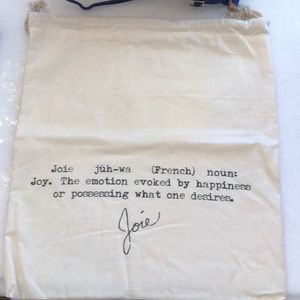 Joie jüh-wa (French) noun:
Joy. The emotion evoked by happiness
or possessing what one desires.
Joie